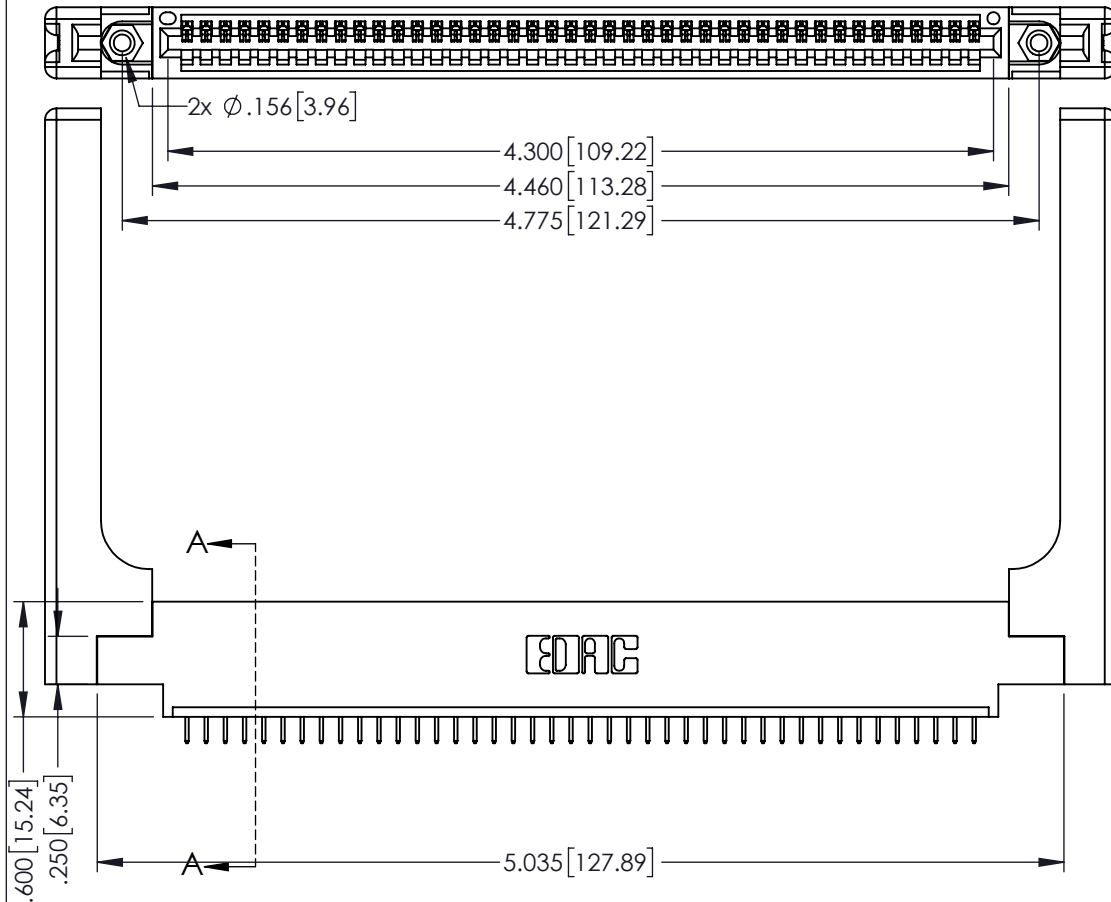 2x ∅.156[3.96]
4.300[109.22]
4.460[113.28]
4.775[121.29]
A
EDAC
.600[15.24]
.250[6.35]
A
5.035[127.89]